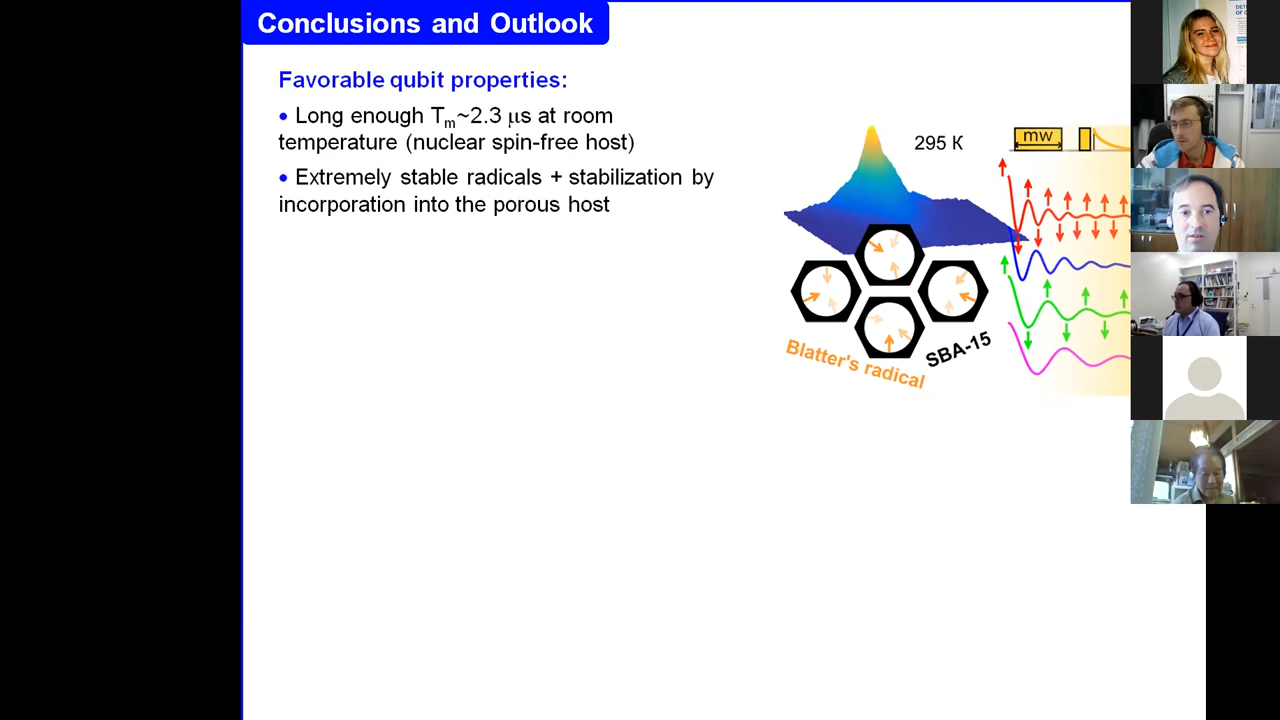 Conclusions and Outlook
Favorable qubit properties:
• Long enough Tm~2.3 μs at room
temperature (nuclear spin-free host)
• Extremely stable radicals + stabilization by
incorporation into the porous host
295 K
mw
Blatter's radical
SBA-15